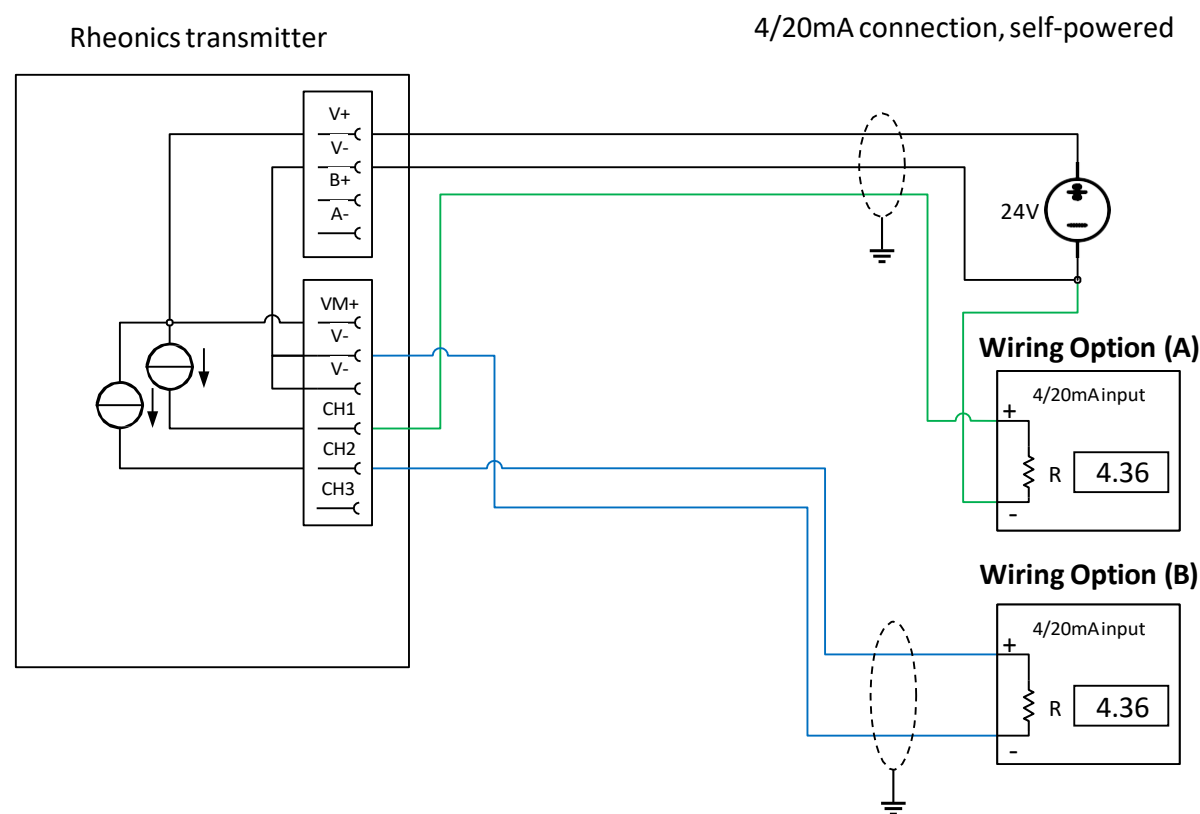 Rheonics transmitter
4/20mA connection, self-powered
V+
V-
B+
A-
24V
VM+
V-
V-
CH1
CH2
CH3
Wiring Option (A)
4/20mA input
+
R 4.36
-
Wiring Option (B)
4/20mA input
+
R 4.36
-